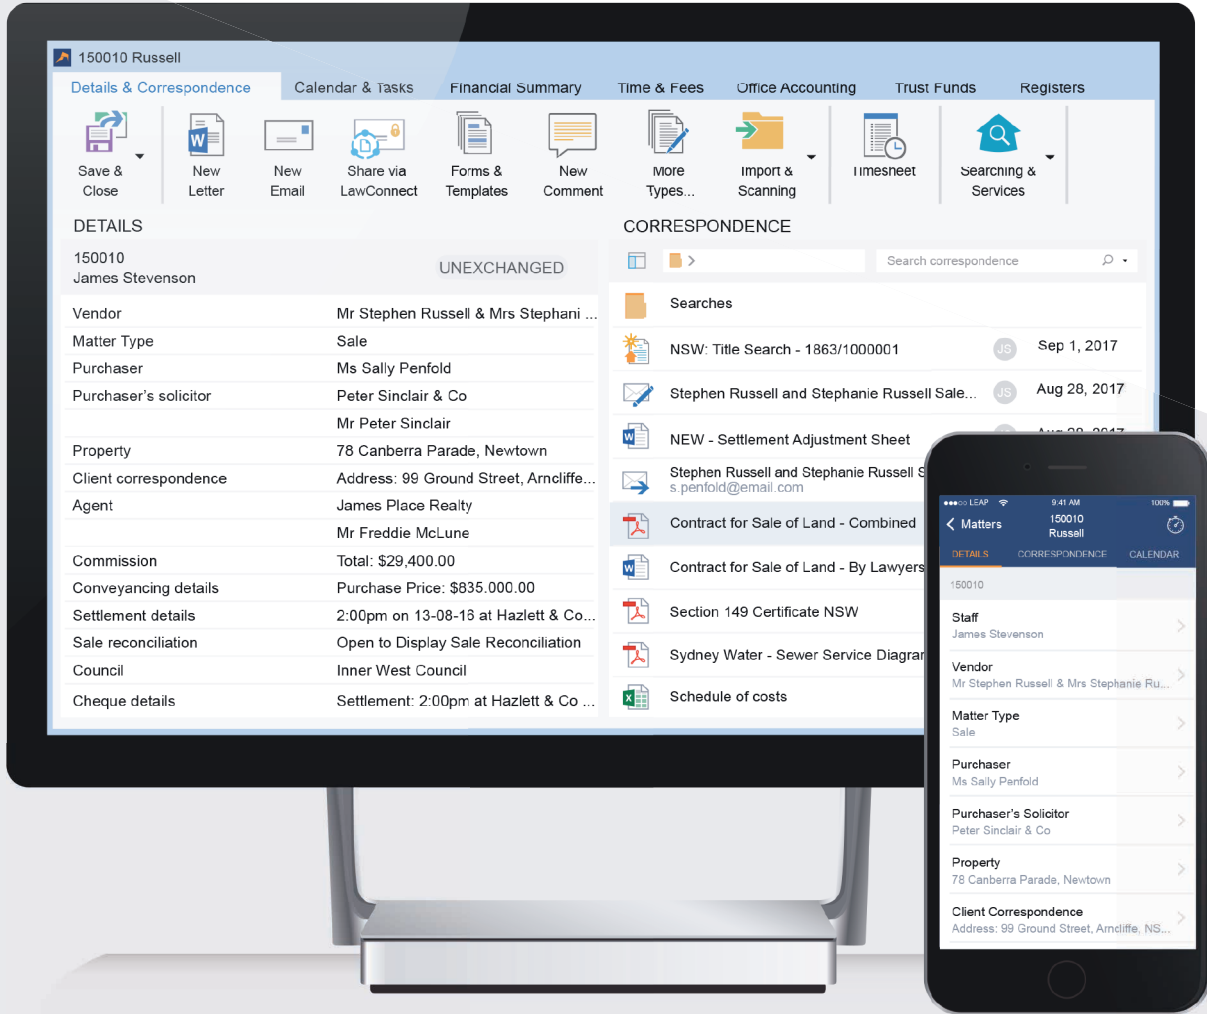 150010 Russell
Details & Correspondence
Calendar & Tasks
Financial Summary
Time & Fees
Office Accounting
Trust Funds
Registers
Save &
Close
New
Letter
New
Email
Share via
LawConnect
Forms &
Templates
New
Comment
More
Types...
Import &
Scanning
Timesheet
Searching &
Services
DETAILS
150010
James Stevenson
UNEXCHANGED
Vendor Mr Stephen Russell & Mrs Stephani ...
Matter Type Sale
Purchaser Ms Sally Penfold
Purchaser's solicitor Peter Sinclair & Co
Mr Peter Sinclair
Property 78 Canberra Parade, Newtown
Client correspondence Address: 99 Ground Street, Arncliffe...
Agent James Place Realty
Mr Freddie McLune
Commission Total: $29,400.00
Conveyancing details Purchase Price: $835.000.00
Settlement details 2:00pm on 13-08-16 at Hazlett & Co...
Sale reconciliation Open to Display Sale Reconciliation
Council Inner West Council
Cheque details Settlement: 2:00pm at Hazlett & Co ...
CORRESPONDENCE
Search correspondence
Searches
NSW: Title Search - 1863/1000001 JS Sep 1, 2017
Stephen Russell and Stephanie Russell Sale... JS Aug 28, 2017
NEW - Settlement Adjustment Sheet
Stephen Russell and Stephanie Russell S
s.penfold@email.com
Contract for Sale of Land - Combined
Contract for Sale of Land - By Lawyers
Section 149 Certificate NSW
Sydney Water - Sewer Service Diagram
Schedule of costs
LEAP 9:41 AM 100%
Matters
150010
Russell
DETAILS CORRESPONDENCE CALENDAR
150010
Staff
James Stevenson
Vendor
Mr Stephen Russell & Mrs Stephanie Ru...
Matter Type
Sale
Purchaser
Ms Sally Penfold
Purchaser's Solicitor
Peter Sinclair & Co
Property
78 Canberra Parade, Newtown
Client Correspondence
Address: 99 Ground Street, Arncliffe, NS...